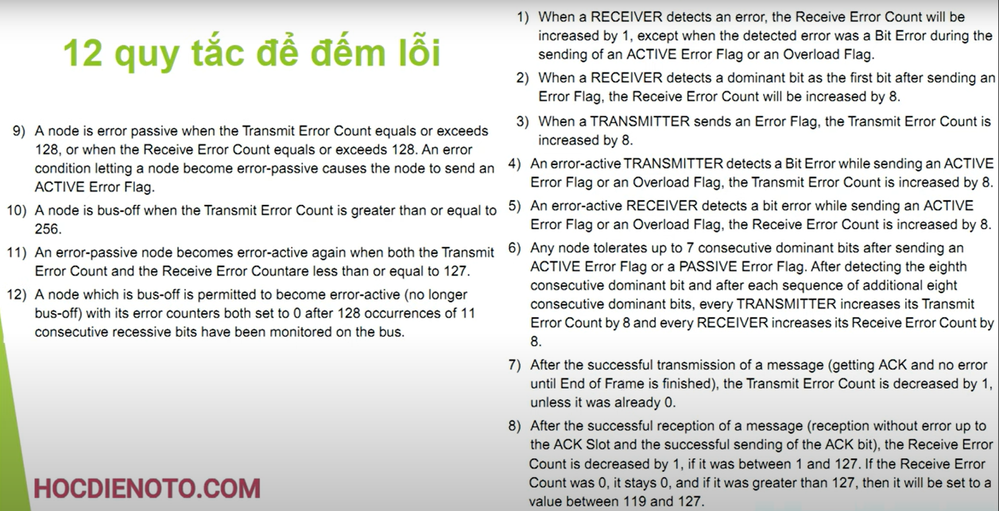 12 quy tắc để đếm lỗi
1) When a RECEIVER detects an error, the Receive Error Count will be
increased by 1, except when the detected error was a Bit Error during the
sending of an ACTIVE Error Flag or an Overload Flag.
2) When a RECEIVER detects a dominant bit as the first bit after sending an
Error Flag, the Receive Error Count will be increased by 8.
3) When a TRANSMITTER sends an Error Flag, the Transmit Error Count is
increased by 8.
4) An error-active TRANSMITTER detects a Bit Error while sending an ACTIVE
Error Flag or an Overload Flag, the Transmit Error Count is increased by 8.
5) An error-active RECEIVER detects a bit error while sending an ACTIVE
Error Flag or an Overload Flag, the Receive Error Count is increased by 8.
6) Any node tolerates up to 7 consecutive dominant bits after sending an
ACTIVE Error Flag or a PASSIVE Error Flag. After detecting the eighth
consecutive dominant bit and after each sequence of additional eight
consecutive dominant bits, every TRANSMITTER increases its Transmit
Error Count by 8 and every RECEIVER increases its Receive Error Count by
8.
7) After the successful transmission of a message (getting ACK and no error
until End of Frame is finished), the Transmit Error Count is decreased by 1,
unless it was already 0.
8) After the successful reception of a message (reception without error up to
the ACK Slot and the successful sending of the ACK bit), the Receive Error
Count is decreased by 1, if it was between 1 and 127. If the Receive Error
Count was 0, it stays 0, and if it was greater than 127, then it will be set to a
value between 119 and 127.
9) A node is error passive when the Transmit Error Count equals or exceeds
128, or when the Receive Error Count equals or exceeds 128. An error
condition letting a node become error-passive causes the node to send an
ACTIVE Error Flag.
10) A node is bus-off when the Transmit Error Count is greater than or equal to
256.
11) An error-passive node becomes error-active again when both the Transmit
Error Count and the Receive Error Countare less than or equal to 127.
12) A node which is bus-off is permitted to become error-active (no longer
bus-off) with its error counters both set to 0 after 128 occurrences of 11
consecutive recessive bits have been monitored on the bus.
HOCDIENOTO.COM